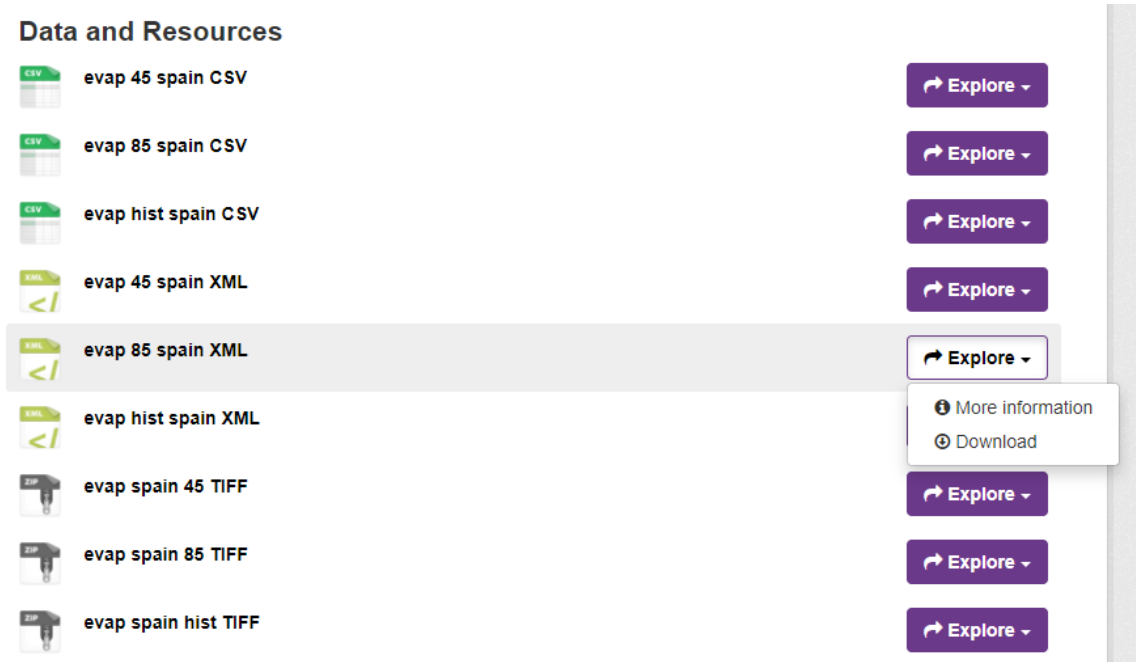 Data and Resources
CSV evap 45 spain CSV Explore
CSV evap 85 spain CSV Explore
CSV evap hist spain CSV Explore
XML evap 45 spain XML Explore
XML evap 85 spain XML Explore
More information
XML evap hist spain XML
Download
ZIP evap spain 45 TIFF Explore
ZIP evap spain 85 TIFF Explore
ZIP evap spain hist TIFF Explore